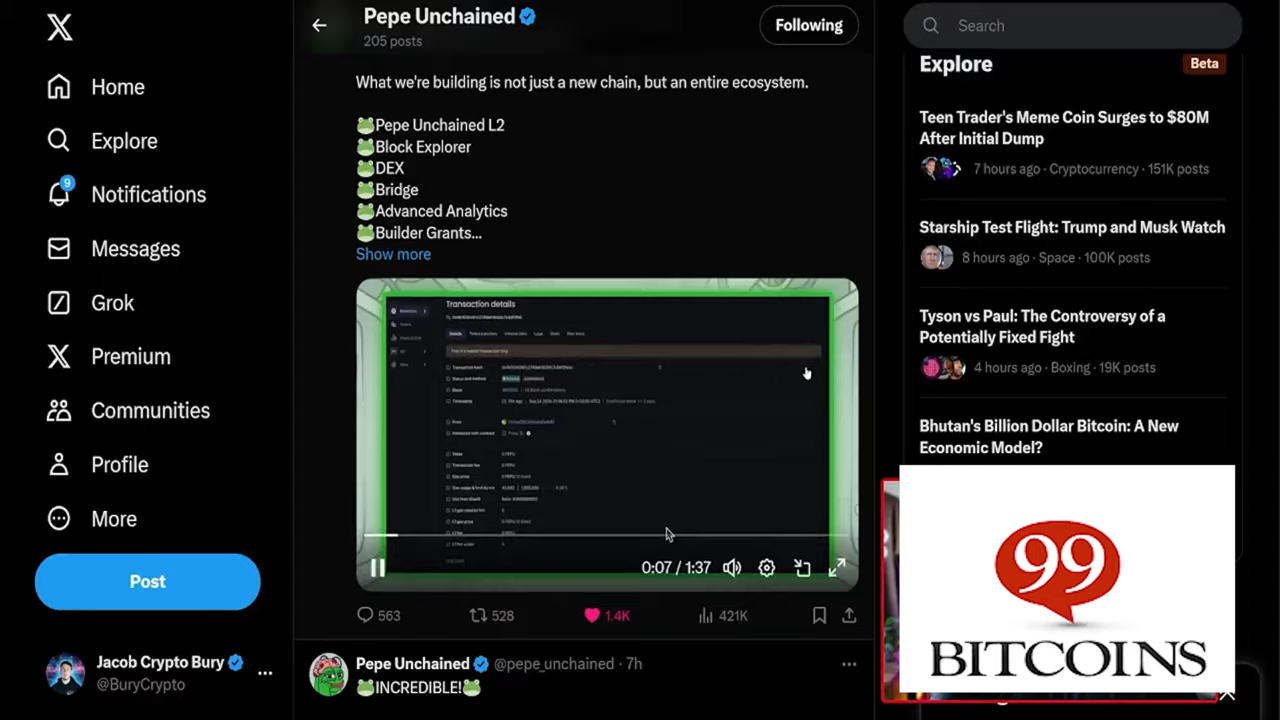 Home
Explore
9
Notifications
Messages
Grok
Premium
Communities
Profile
More
Post
Jacob Crypto Bury
@BuryCrypto
Pepe Unchained
205 posts
Following
What we're building is not just a new chain, but an entire ecosystem.
🐸Pepe Unchained L2
🐸Block Explorer
🐸DEX
🐸Bridge
🐸Advanced Analytics
🐸Builder Grants...
Show more
Transaction details
0:07 / 1:37
563
528
1.4K
421K
Pepe Unchained @pepe_unchained · 7h
🐸INCREDIBLE!🐸
Search
Explore
Beta
Teen Trader's Meme Coin Surges to $80M
After Initial Dump
7 hours ago · Cryptocurrency · 151K posts
Starship Test Flight: Trump and Musk Watch
8 hours ago · Space · 100K posts
Tyson vs Paul: The Controversy of a
Potentially Fixed Fight
4 hours ago · Boxing · 19K posts
Bhutan's Billion Dollar Bitcoin: A New
Economic Model?
99
BITCOINS